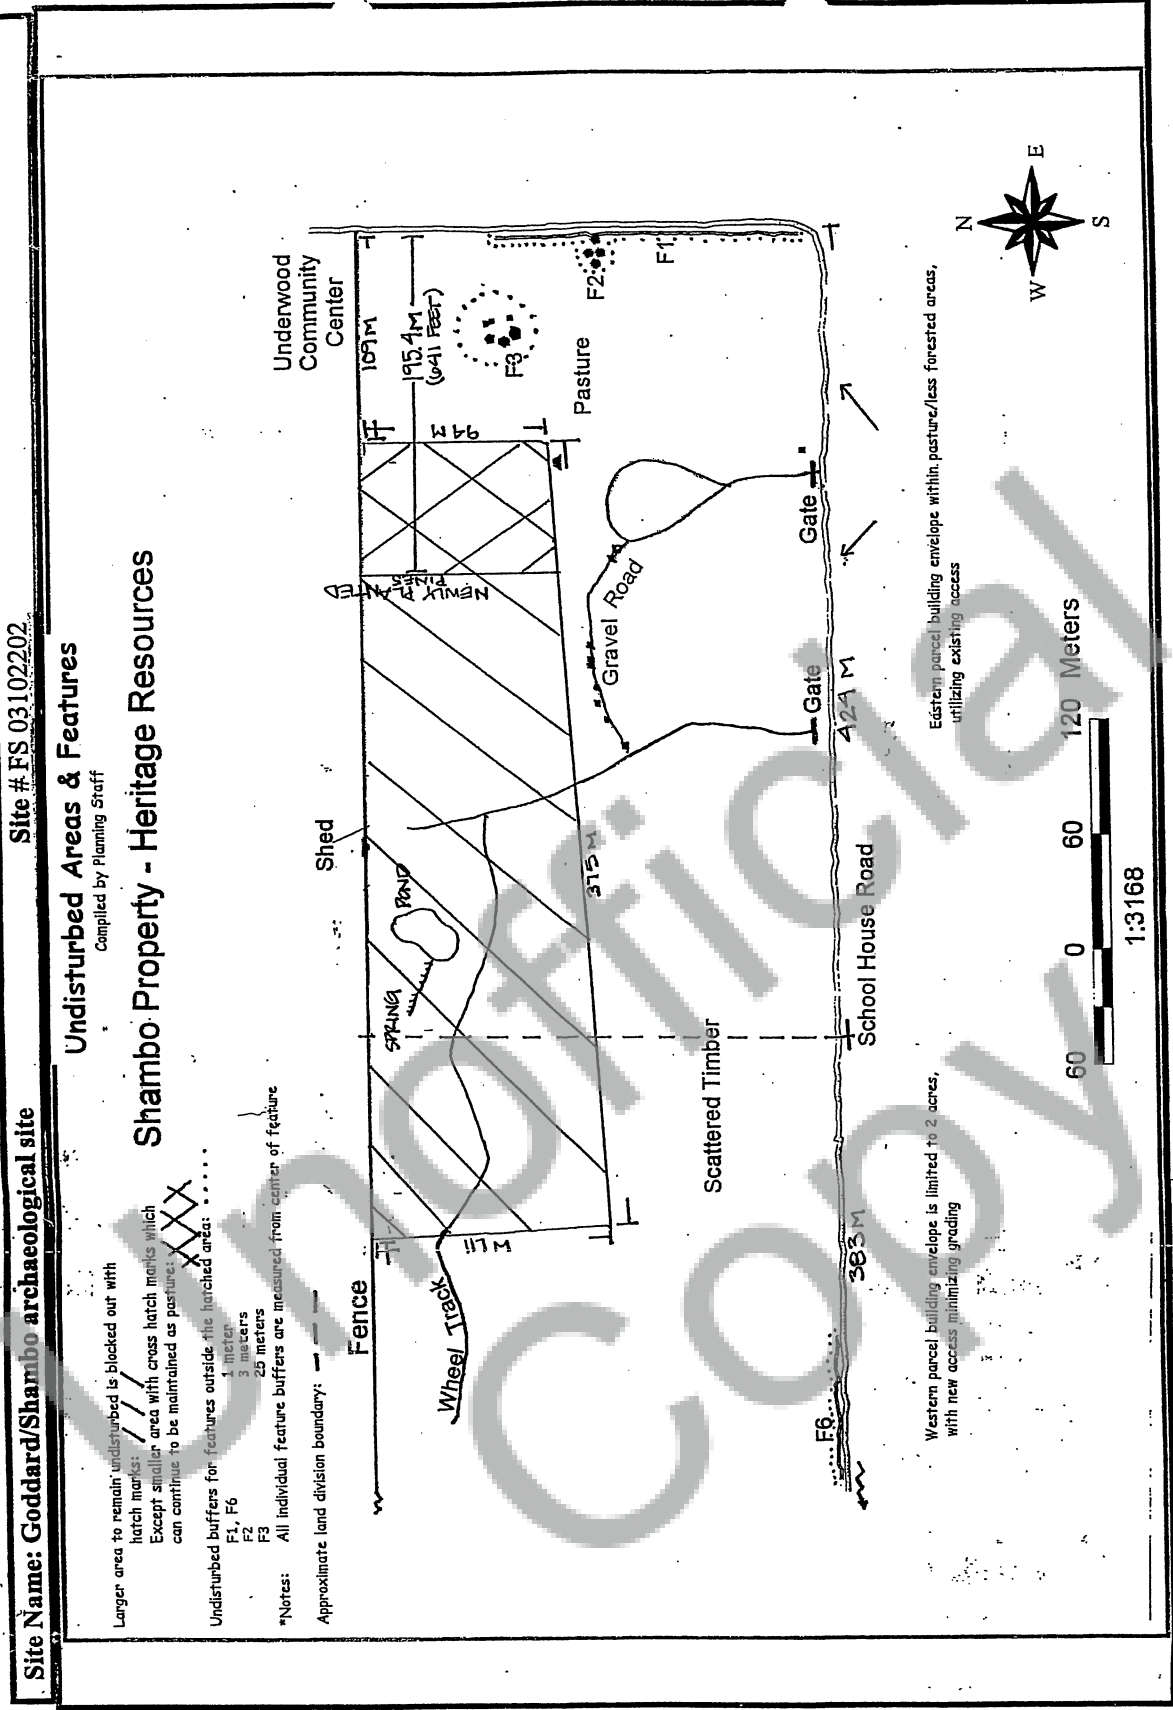 Site Name: Goddard/Shambo archaeological site
Site # FS 03102202
Undisturbed Areas & Features
Compiled by Planning Staff
Shambo Property - Heritage Resources
Larger area to remain undisturbed is blocked out with
hatch marks:
Except smaller area with cross hatch marks which
can continue to be maintained as pasture:
Undisturbed buffers for features outside the hatched area:
F1, F6 1 meter
F2 3 meters
F3 25 meters
*Notes: All individual feature buffers are measured from center of feature
Approximate land division boundary:
Fence
Shed
Underwood
Community
Center
109 M
195.4 M
(641 FEET)
94 M
NEWLY PLANTED
PINES
F3
F2
F1
Pasture
POND
SPRING
Wheel Track
111 M
375 M
Gravel Road
Gate
Gate
Scattered Timber
F6
383 M
424 M
School House Road
Western parcel building envelope is limited to 2 acres,
with new access minimizing grading
Eastern parcel building envelope within pasture/less forested areas,
utilizing existing access
60 0 60 120 Meters
1:3168
N
E
S
W
Unofficial
Copy